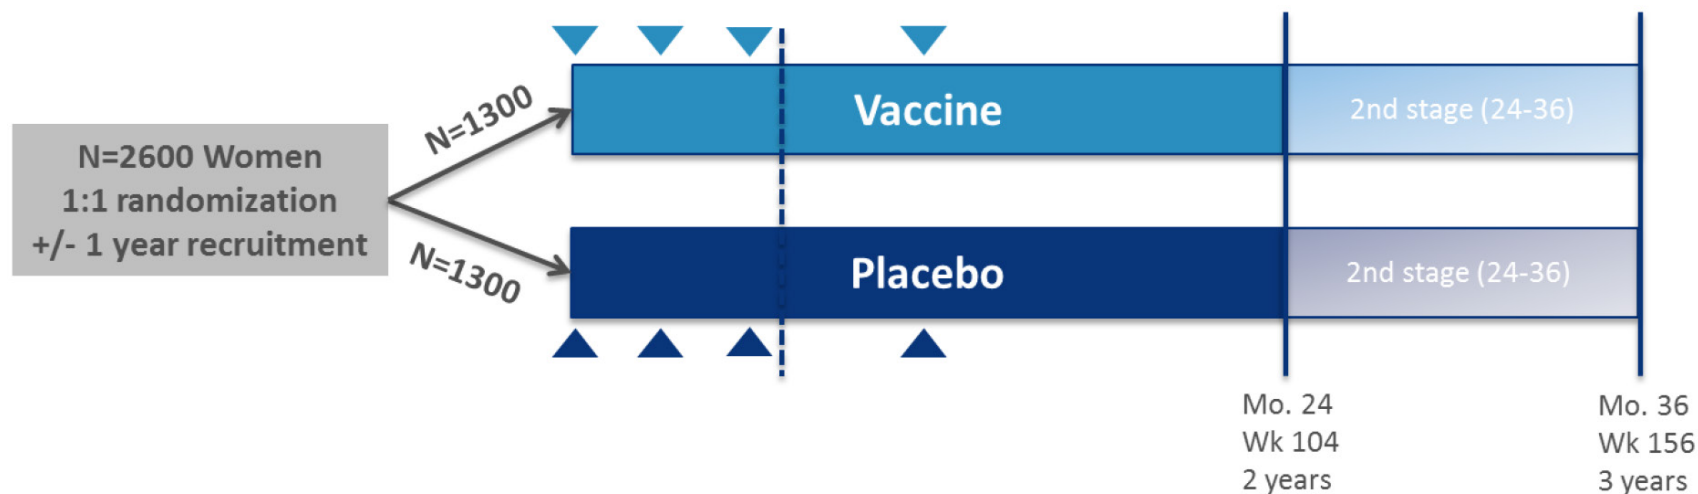 N=2600 Women
1:1 randomization
+/- 1 year recruitment
N=1300
N=1300
Vaccine
2nd stage (24-36)
Placebo
2nd stage (24-36)
Mo. 24
Wk 104
2 years
Mo. 36
Wk 156
3 years